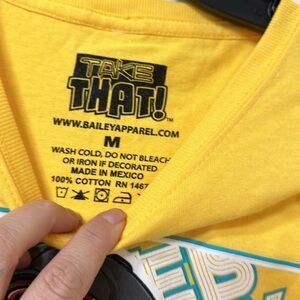 TAKE
THAT!
WWW.BAILEYAPPAREL.COM
M
WASH COLD, DO NOT BLEACH
OR IRON IF DECORATED
MADE IN MEXICO
100% COTTON RN 1467